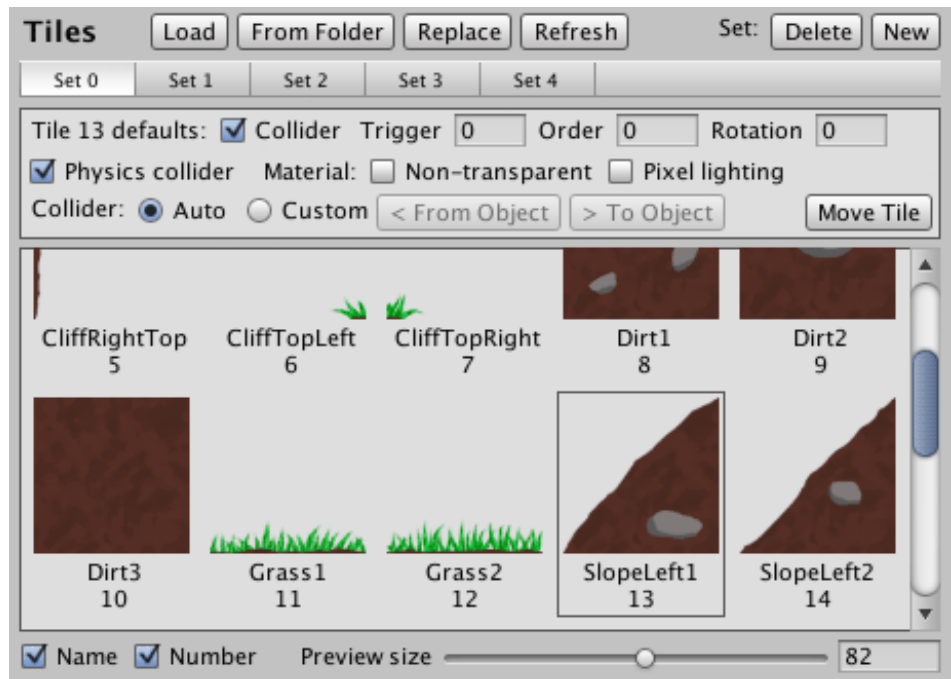 Tiles Load From Folder Replace Refresh Set: Delete New
Set 0 Set 1 Set 2 Set 3 Set 4
Tile 13 defaults: Collider Trigger 0 Order 0 Rotation 0
Physics collider Material: Non-transparent Pixel lighting
Collider: Auto Custom < From Object > To Object Move Tile
CliffRightTop CliffTopLeft CliffTopRight Dirt1 Dirt2
5 6 7 8 9
Dirt3 Grass1 Grass2 SlopeLeft1 SlopeLeft2
10 11 12 13 14
Name Number Preview size 82